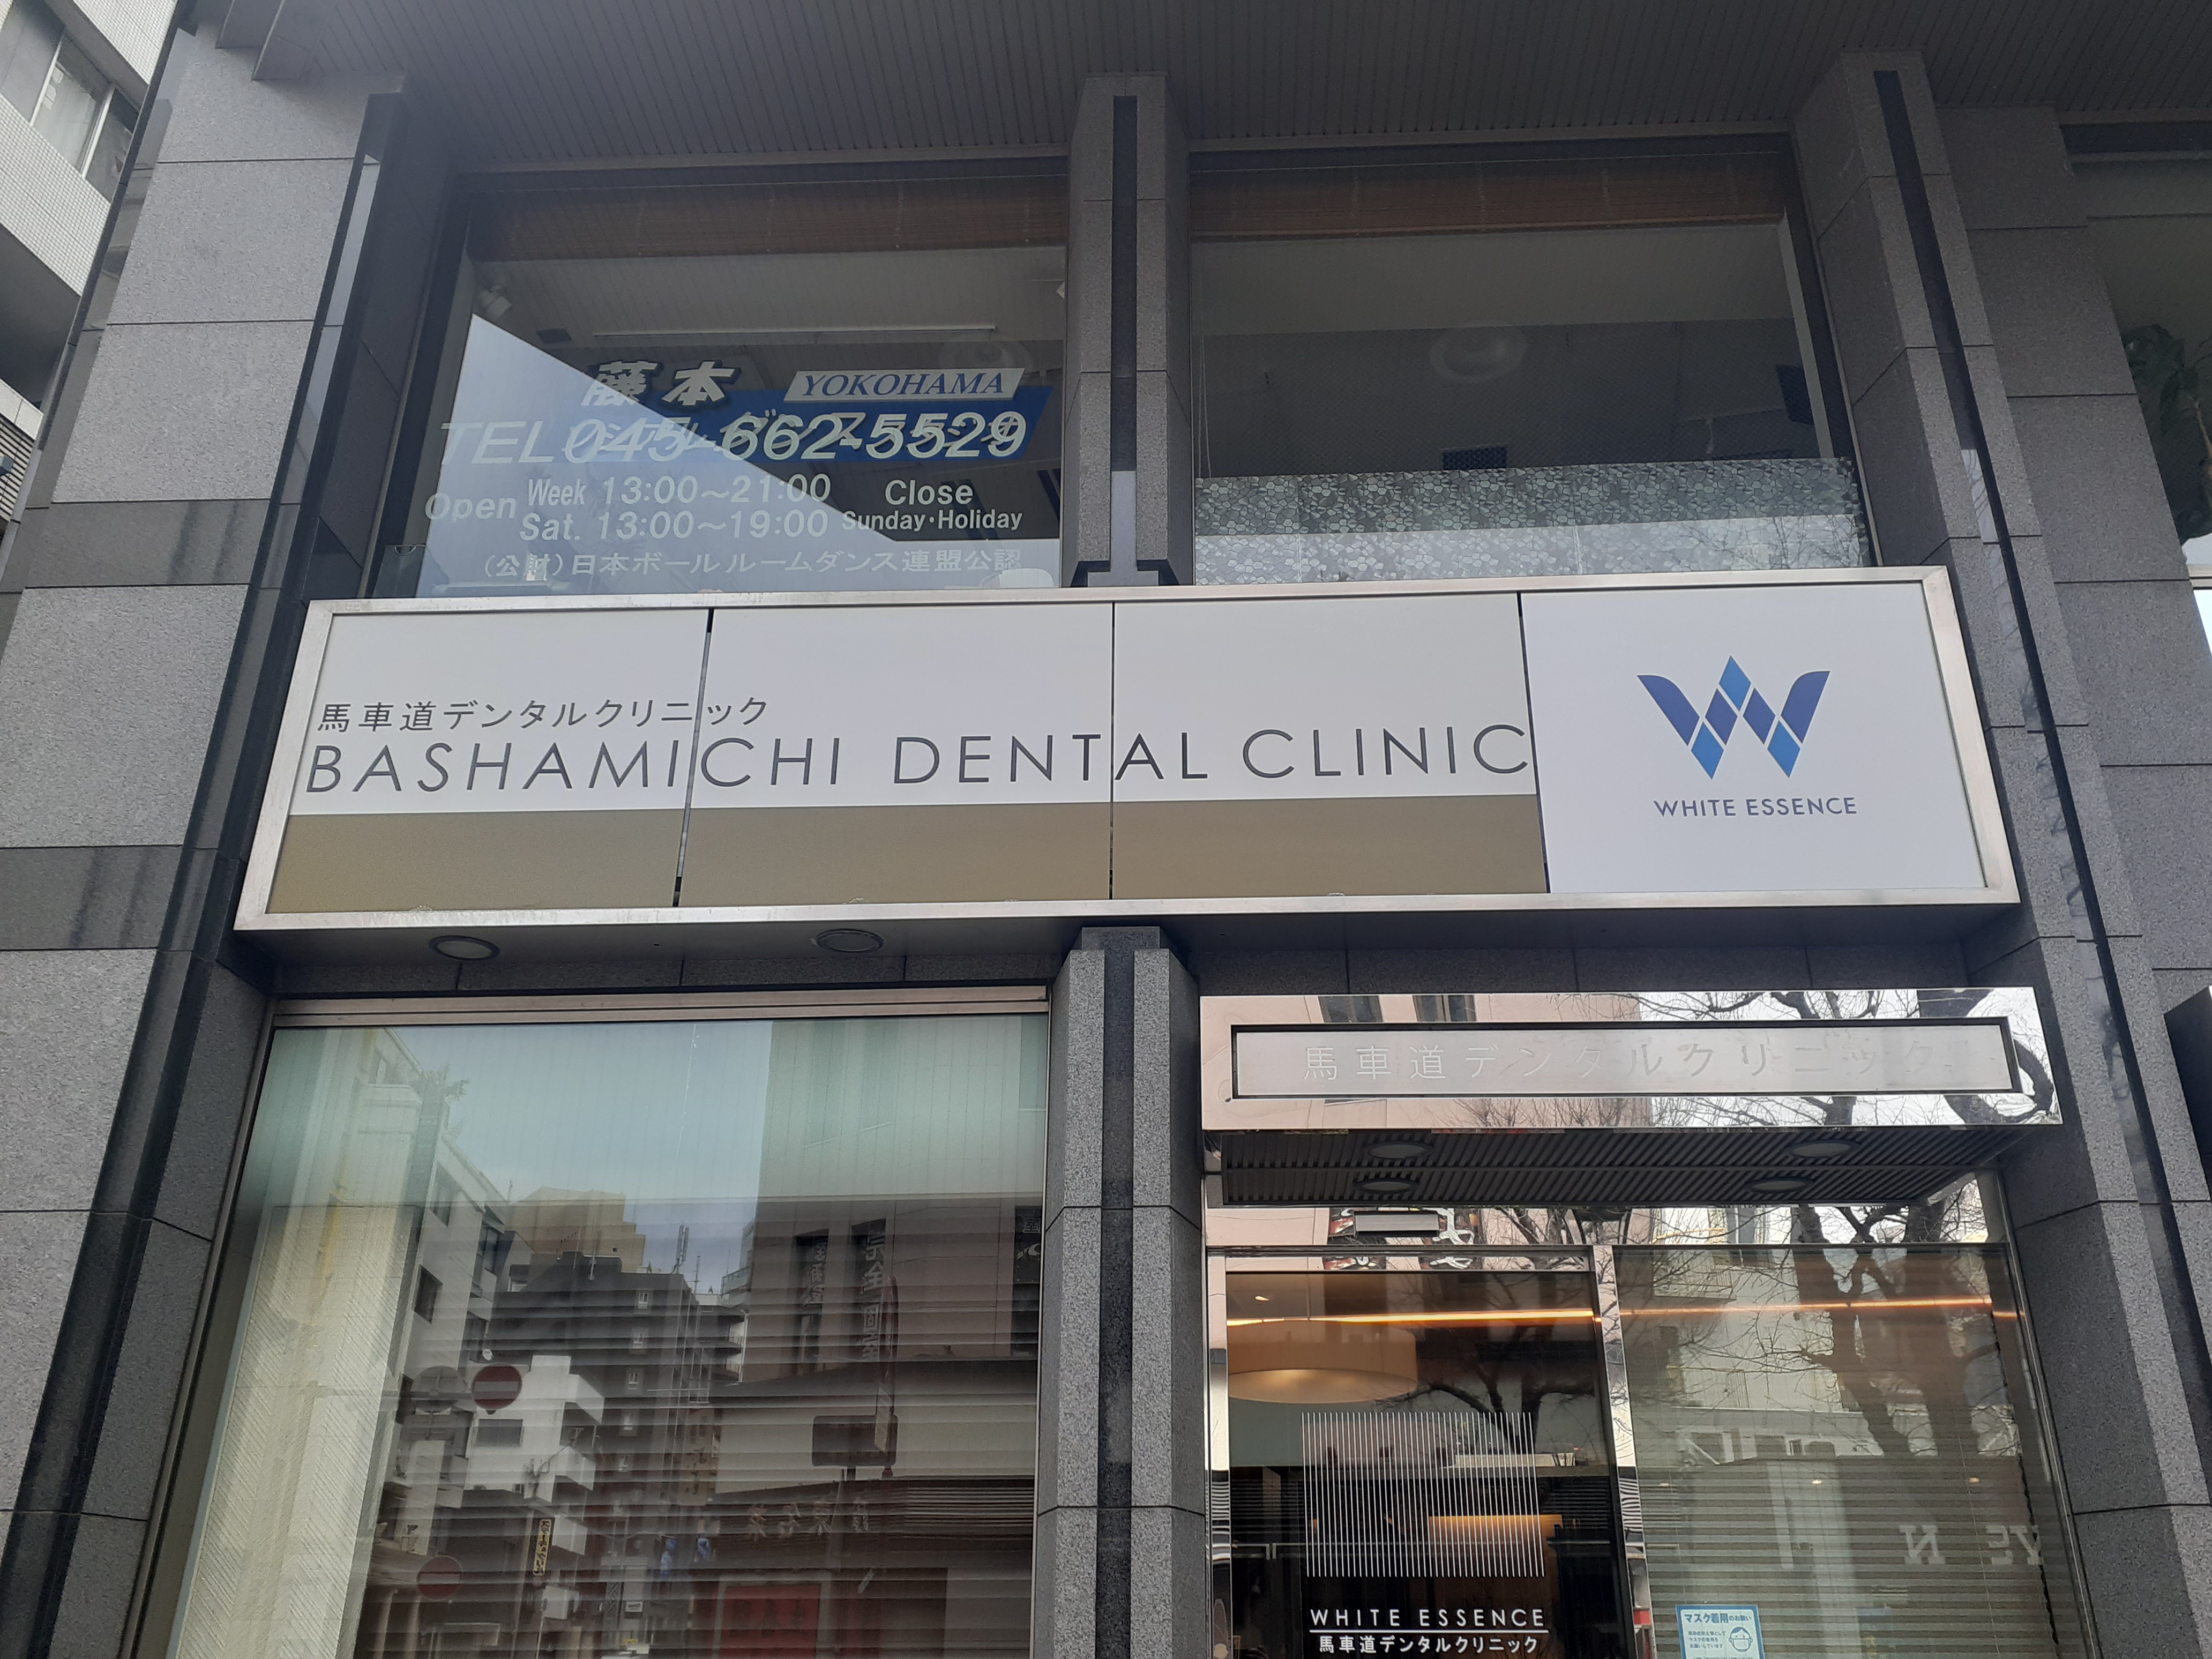 藤本
YOKOHAMA
TEL 045-662-5529
Open Week 13:00~21:00 Close
Sat. 13:00~19:00 Sunday・Holiday
(公財)日本ボールルームダンス連盟公認
馬車道デンタルクリニック
BASHAMICHI DENTAL CLINIC
WHITE ESSENCE
馬車道デンタルクリニック
WHITE ESSENCE
馬車道デンタルクリニック
マスク着用のお願い